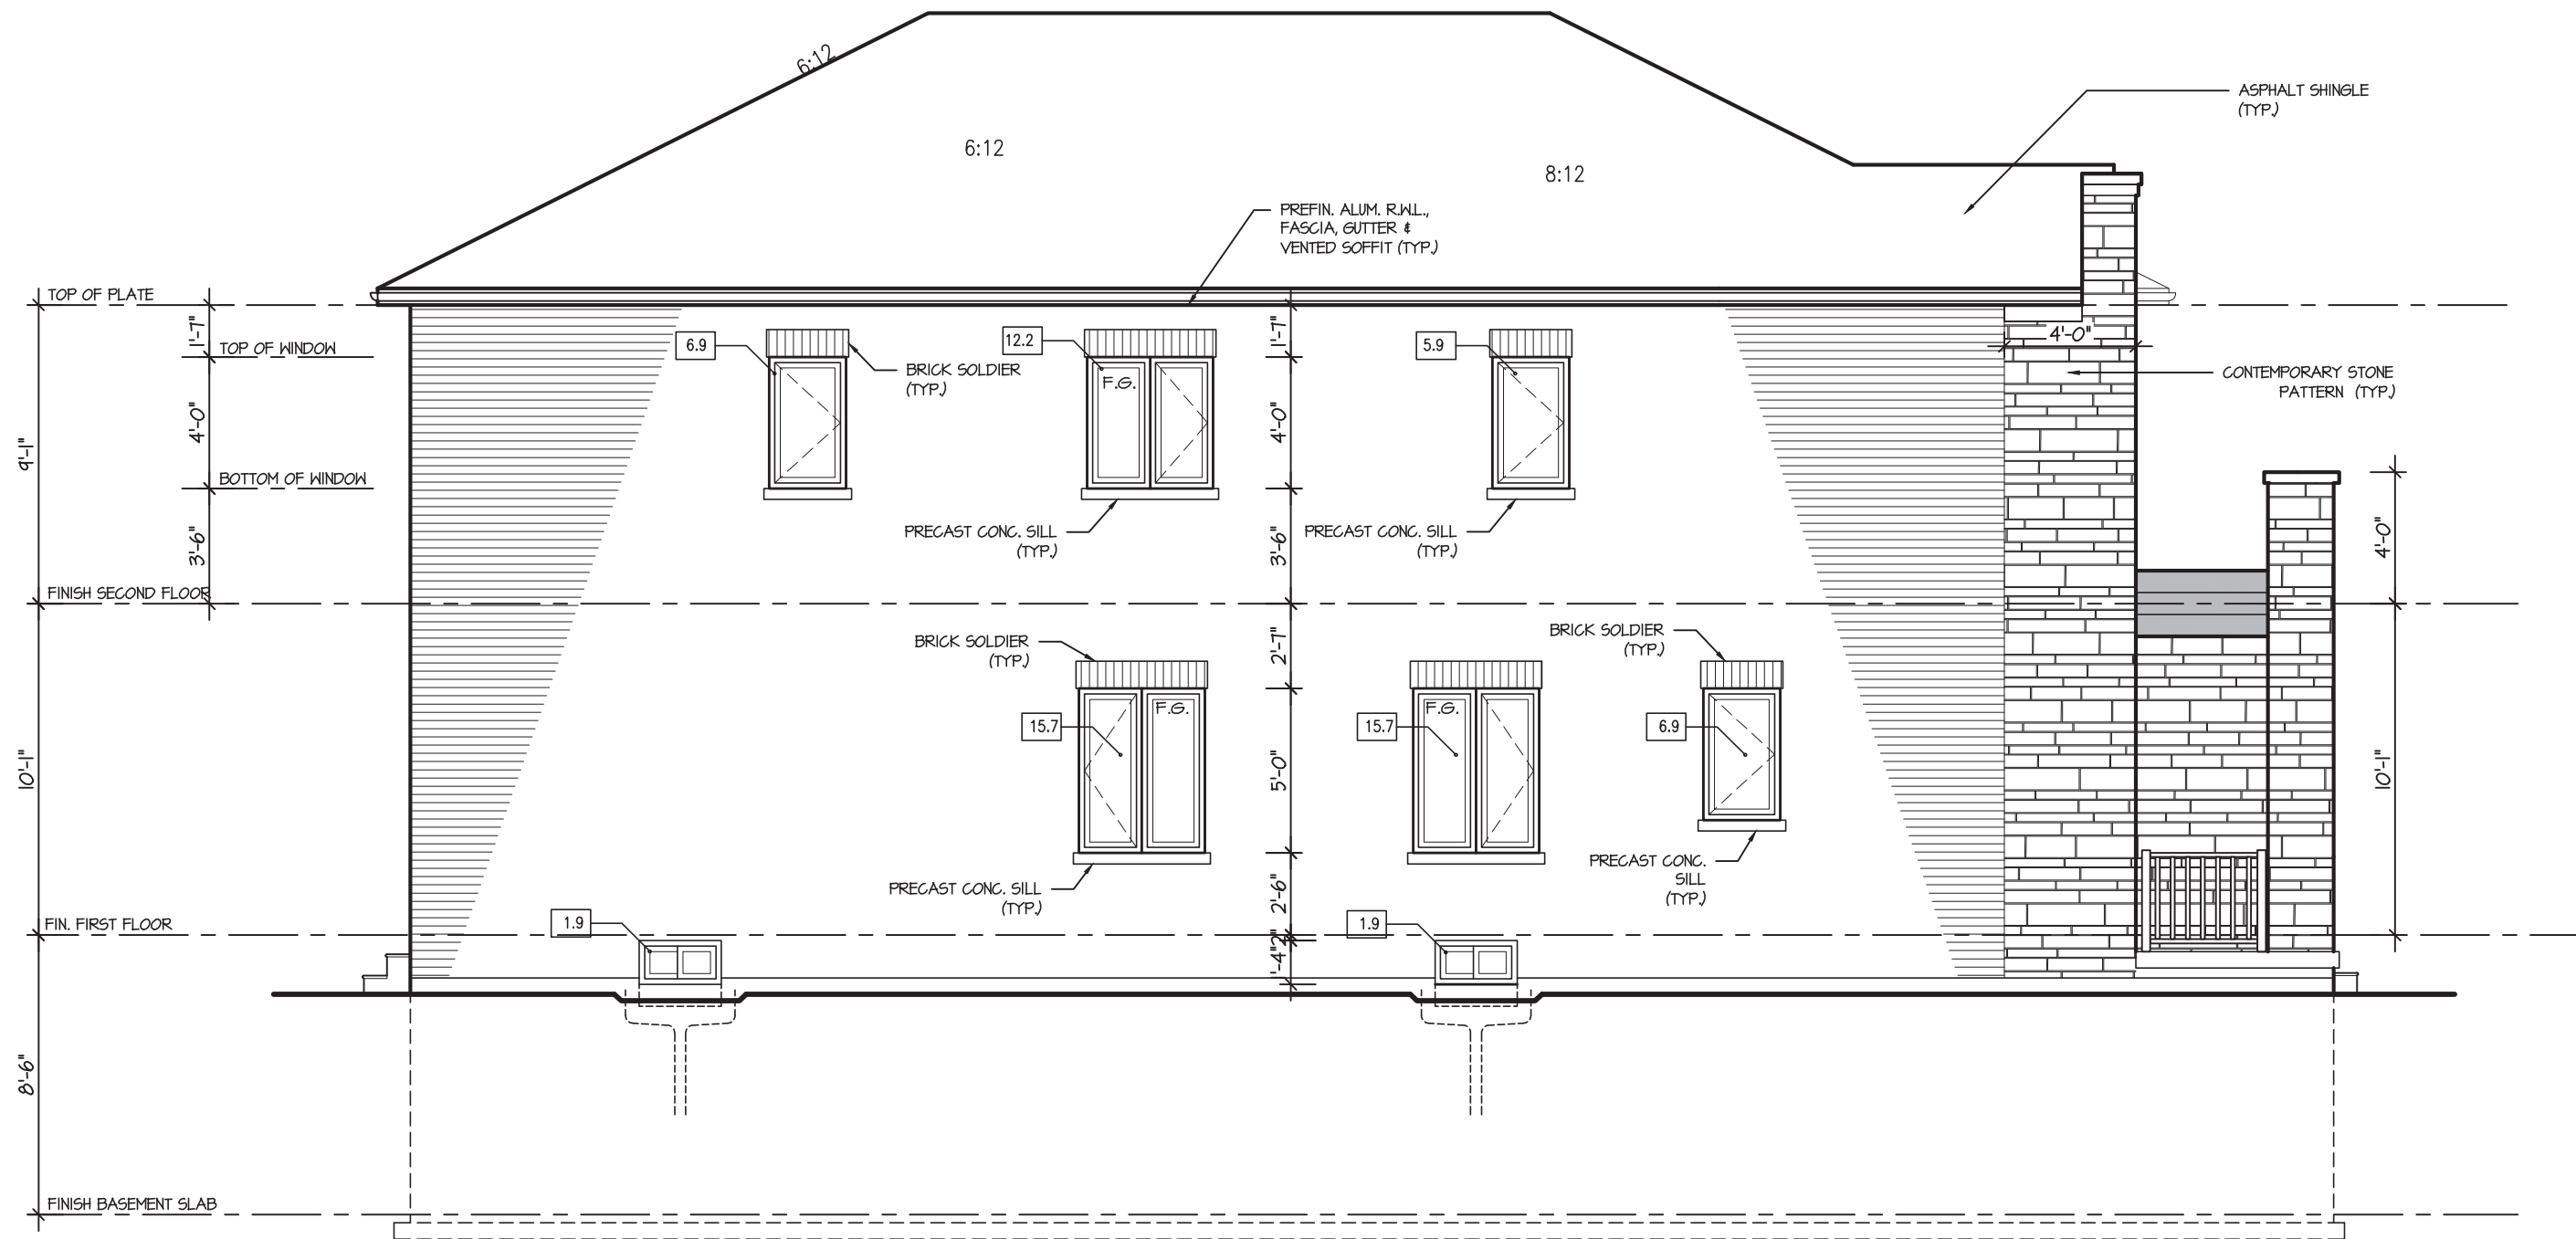 6:12
ASPHALT SHINGLE
(TYP.)
6:12
8:12
PREFIN. ALUM. R.W.L.,
FASCIA, GUTTER &
VENTED SOFFIT (TYP.)
TOP OF PLATE
1'-7"
TOP OF WINDOW
4'-0"
BOTTOM OF WINDOW
3'-6"
9'-1"
FINISH SECOND FLOOR
10'-1"
FIN. FIRST FLOOR
8'-6"
FINISH BASEMENT SLAB
6.9
BRICK SOLDIER
(TYP.)
12.2
F.G.
PRECAST CONC. SILL
(TYP.)
1'-7"
4'-0"
3'-6"
2'-7"
5'-0"
2'-6"
2"
1'-4"
5.9
PRECAST CONC. SILL
(TYP.)
4'-0"
CONTEMPORARY STONE
PATTERN (TYP.)
BRICK SOLDIER
(TYP.)
15.7
F.G.
PRECAST CONC. SILL
(TYP.)
15.7
F.G.
BRICK SOLDIER
(TYP.)
6.9
PRECAST CONC.
SILL
(TYP.)
1.9
1.9
4'-0"
10'-1"